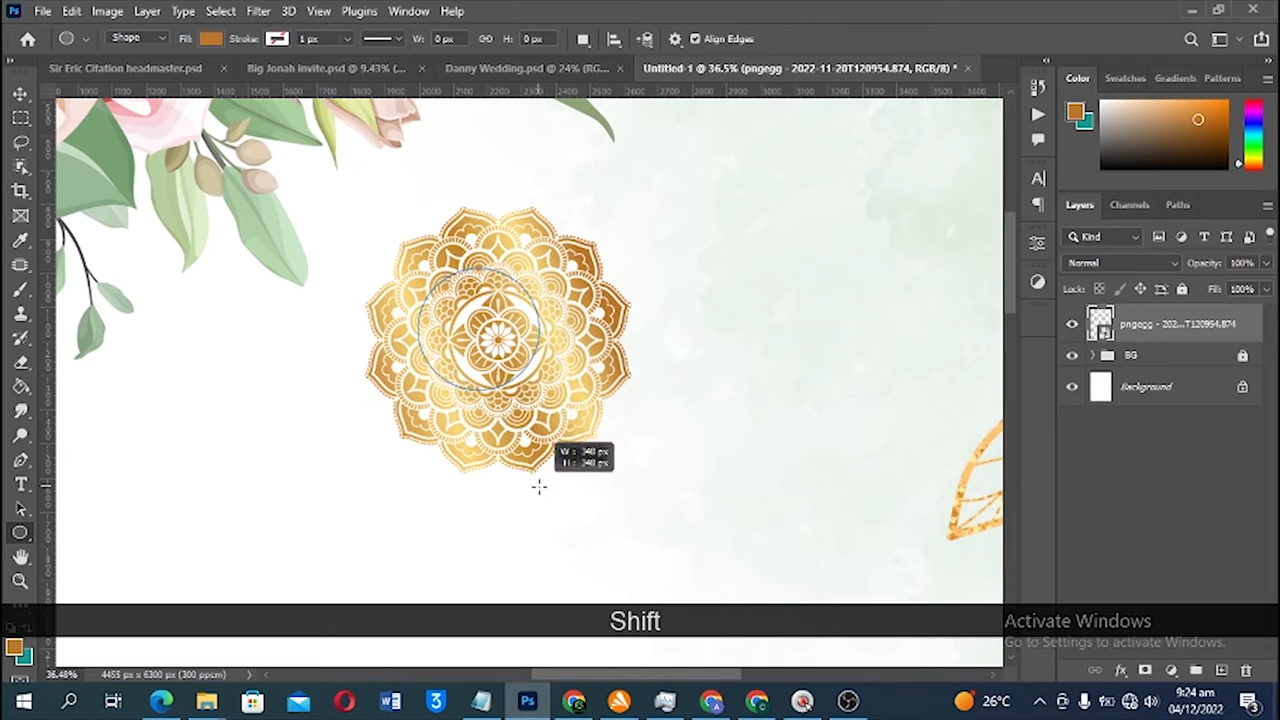 File Edit Image Layer Type Select Filter 3D View Plugins Window Help
Shape Fill: Stroke: 1 px W: 0 px H: 0 px Align Edges
Sir Eric Citation headmaster.psd × Big Jonah invite.psd @ 9.43% (... × Danny Wedding.psd @ 24% (RG... × Untitled-1 @ 36.5% (pngegg - 2022-11-20T120954.874, RGB/8) * ×
Color Swatches Gradients Patterns
Layers Channels Paths
Kind
Normal Opacity: 100%
Lock: Fill: 100%
pngegg - 202...T120954.874
BG
Background
W: 340 px
H: 340 px
Shift
Activate Windows
Go to Settings to activate Windows.
36.48% 4465 px x 6300 px (300 ppcm)
26°C
9:24 am
04/12/2022